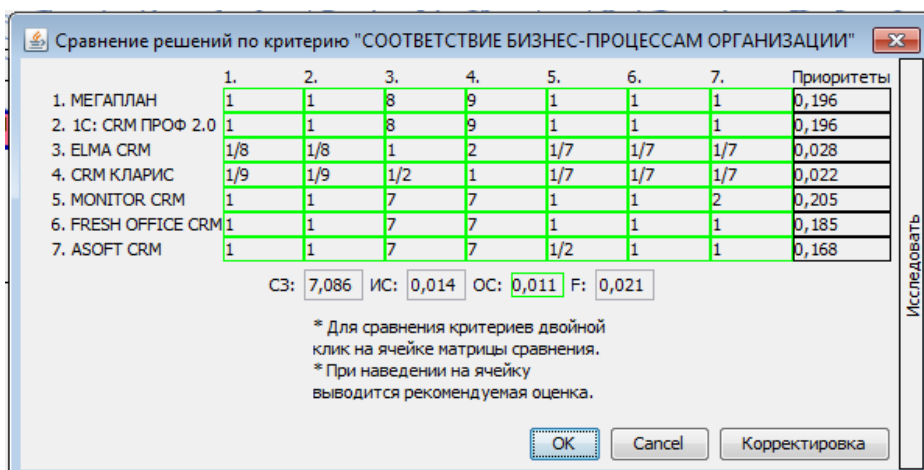 Сравнение решений по критерию "СООТВЕТСТВИЕ БИЗНЕС-ПРОЦЕССАМ ОРГАНИЗАЦИИ"
1. 2. 3. 4. 5. 6. 7. Приоритеты
1. МЕГАПЛАН 1 1 8 9 1 1 1 0,196
2. 1С: CRM ПРОФ 2.0 1 1 8 9 1 1 1 0,196
3. ELMA CRM 1/8 1/8 1 2 1/7 1/7 1/7 0,028
4. CRM КЛАРИС 1/9 1/9 1/2 1 1/7 1/7 1/7 0,022
5. MONITOR CRM 1 1 7 7 1 1 2 0,205
6. FRESH OFFICE CRM 1 1 7 7 1 1 1 0,185
7. ASOFT CRM 1 1 7 7 1/2 1 1 0,168
СЗ: 7,086 ИС: 0,014 ОС: 0,011 F: 0,021
* Для сравнения критериев двойной
клик на ячейке матрицы сравнения.
* При наведении на ячейку
выводится рекомендуемая оценка.
OK Cancel Корректировка
Исследовать